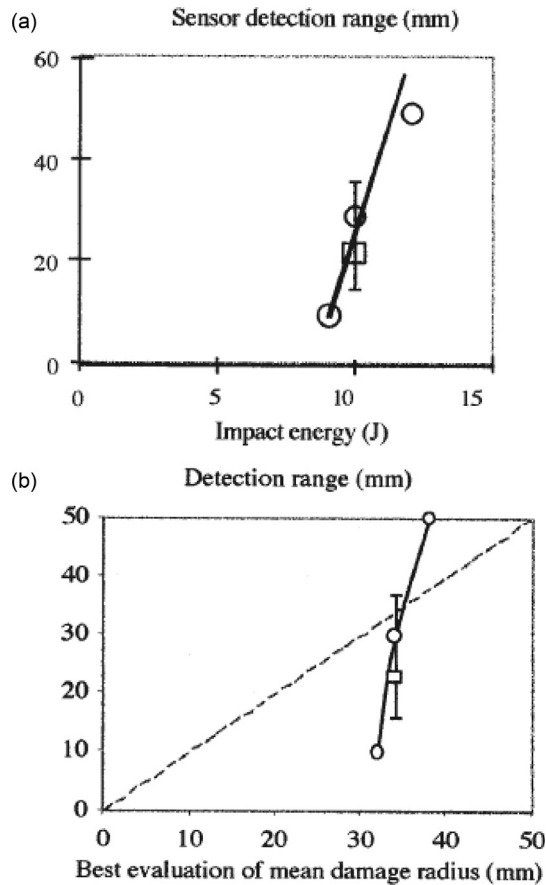 (a)
Sensor detection range (mm)
60
40
20
0
0 5 10 15
Impact energy (J)
(b)
Detection range (mm)
50
40
30
20
10
0
0 10 20 30 40 50
Best evaluation of mean damage radius (mm)